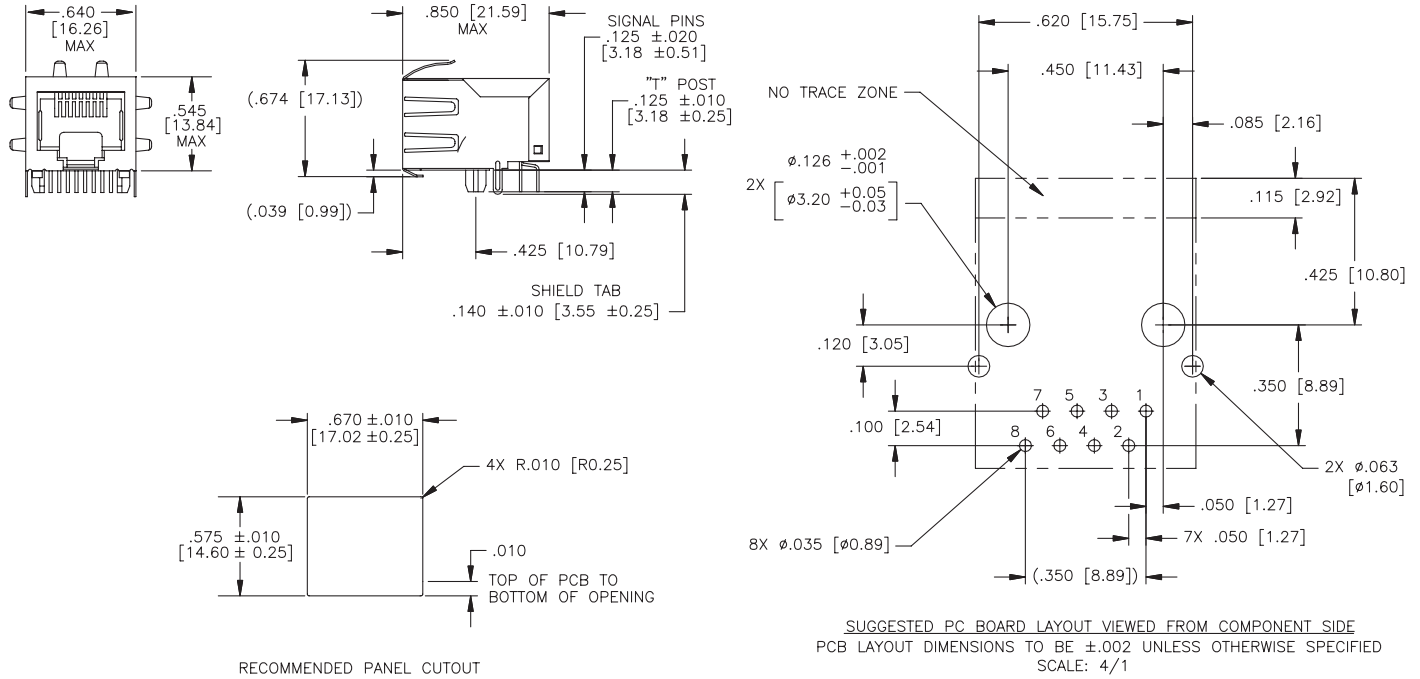 .640
[16.26]
MAX
.545
[13.84]
MAX
.850 [21.59]
MAX
(.674 [17.13])
(.039 [0.99])
SIGNAL PINS
.125 ±.020
[3.18 ±0.51]
"T" POST
.125 ±.010
[3.18 ±0.25]
.425 [10.79]
SHIELD TAB
.140 ±.010 [3.55 ±0.25]
.670 ±.010
[17.02 ±0.25]
4X R.010 [R0.25]
.575 ±.010
[14.60 ± 0.25]
.010
TOP OF PCB TO
BOTTOM OF OPENING
RECOMMENDED PANEL CUTOUT
.620 [15.75]
.450 [11.43]
NO TRACE ZONE
.085 [2.16]
ø.126 +.002
-.001
2X [ø3.20 +0.05
-0.03]
.115 [2.92]
.425 [10.80]
.120 [3.05]
.350 [8.89]
7 5 3 1
.100 [2.54]
8 6 4 2
2X ø.063
[ø1.60]
.050 [1.27]
8X ø.035 [ø0.89]
7X .050 [1.27]
(.350 [8.89])
SUGGESTED PC BOARD LAYOUT VIEWED FROM COMPONENT SIDE
PCB LAYOUT DIMENSIONS TO BE ±.002 UNLESS OTHERWISE SPECIFIED
SCALE: 4/1